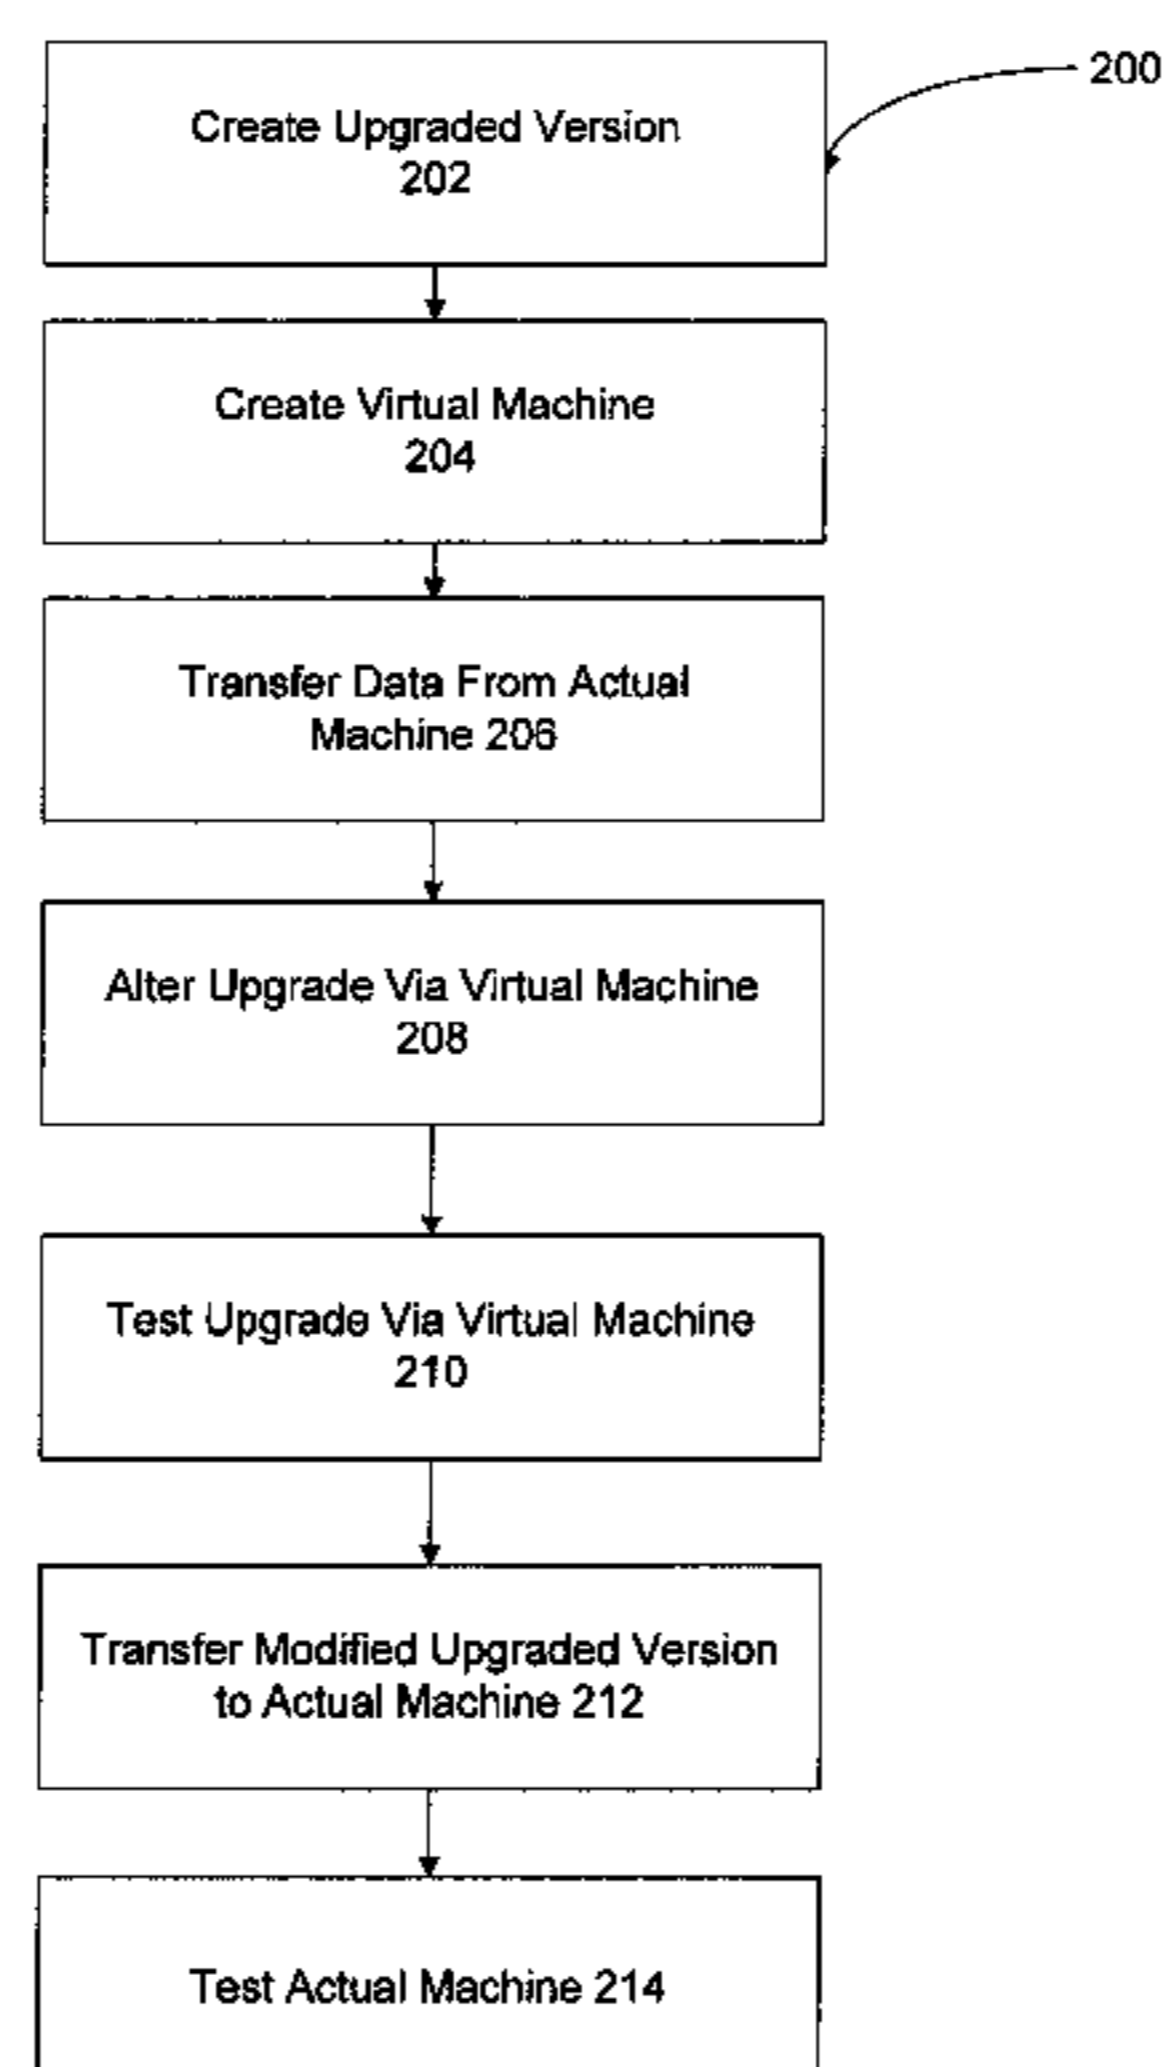 200
Create Upgraded Version
202
Create Virtual Machine
204
Transfer Data From Actual
Machine 206
Alter Upgrade Via Virtual Machine
208
Test Upgrade Via Virtual Machine
210
Transfer Modified Upgraded Version
to Actual Machine 212
Test Actual Machine 214